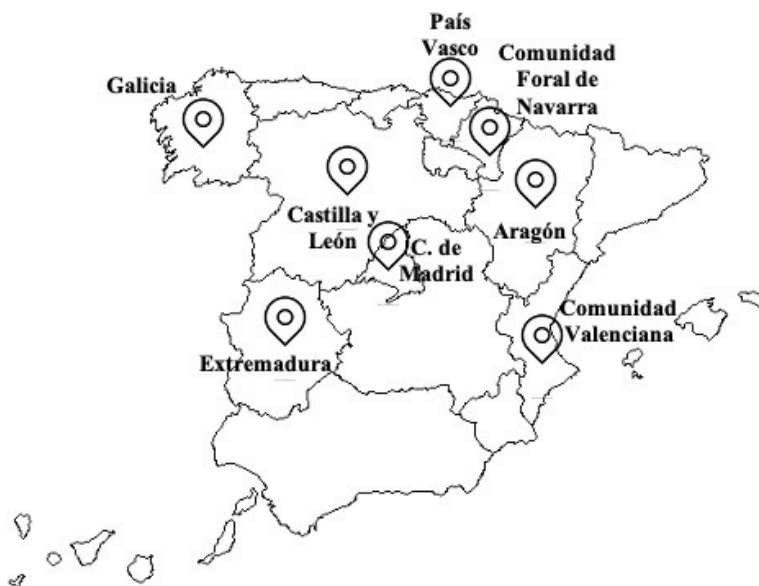 País
Vasco
Comunidad
Foral de
Navarra
Galicia
Castilla y
León
Aragón
C. de
Madrid
Comunidad
Valenciana
Extremadura